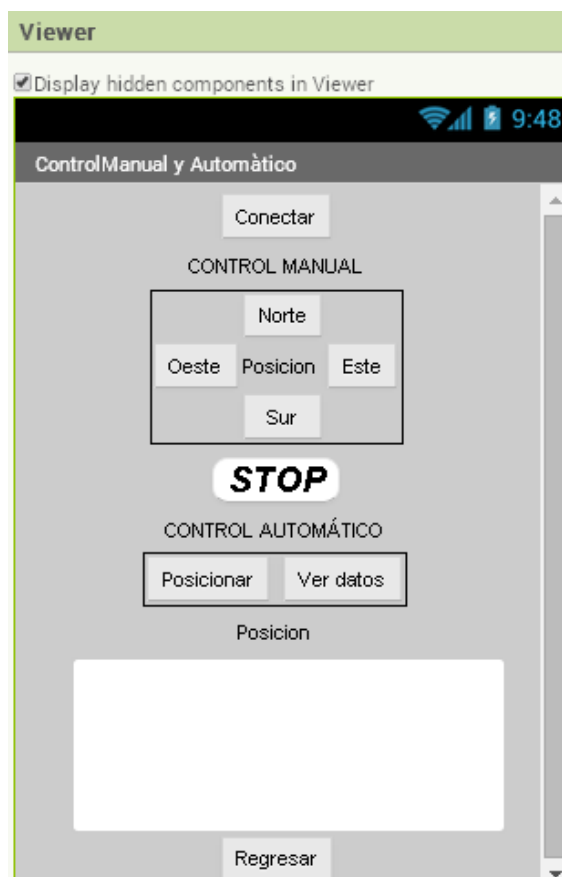 Viewer
Display hidden components in Viewer
9:48
ControlManual y Automàtico
Conectar
CONTROL MANUAL
Norte
Oeste Posicion Este
Sur
STOP
CONTROL AUTOMÁTICO
Posicionar Ver datos
Posicion
Regresar